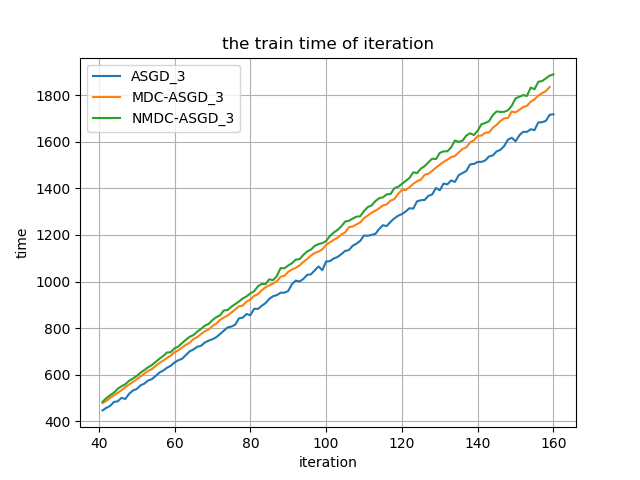 the train time of iteration
ASGD_3
MDC-ASGD_3
NMDC-ASGD_3
1800
1600
1400
1200
1000
800
600
400
time
40 60 80 100 120 140 160
iteration